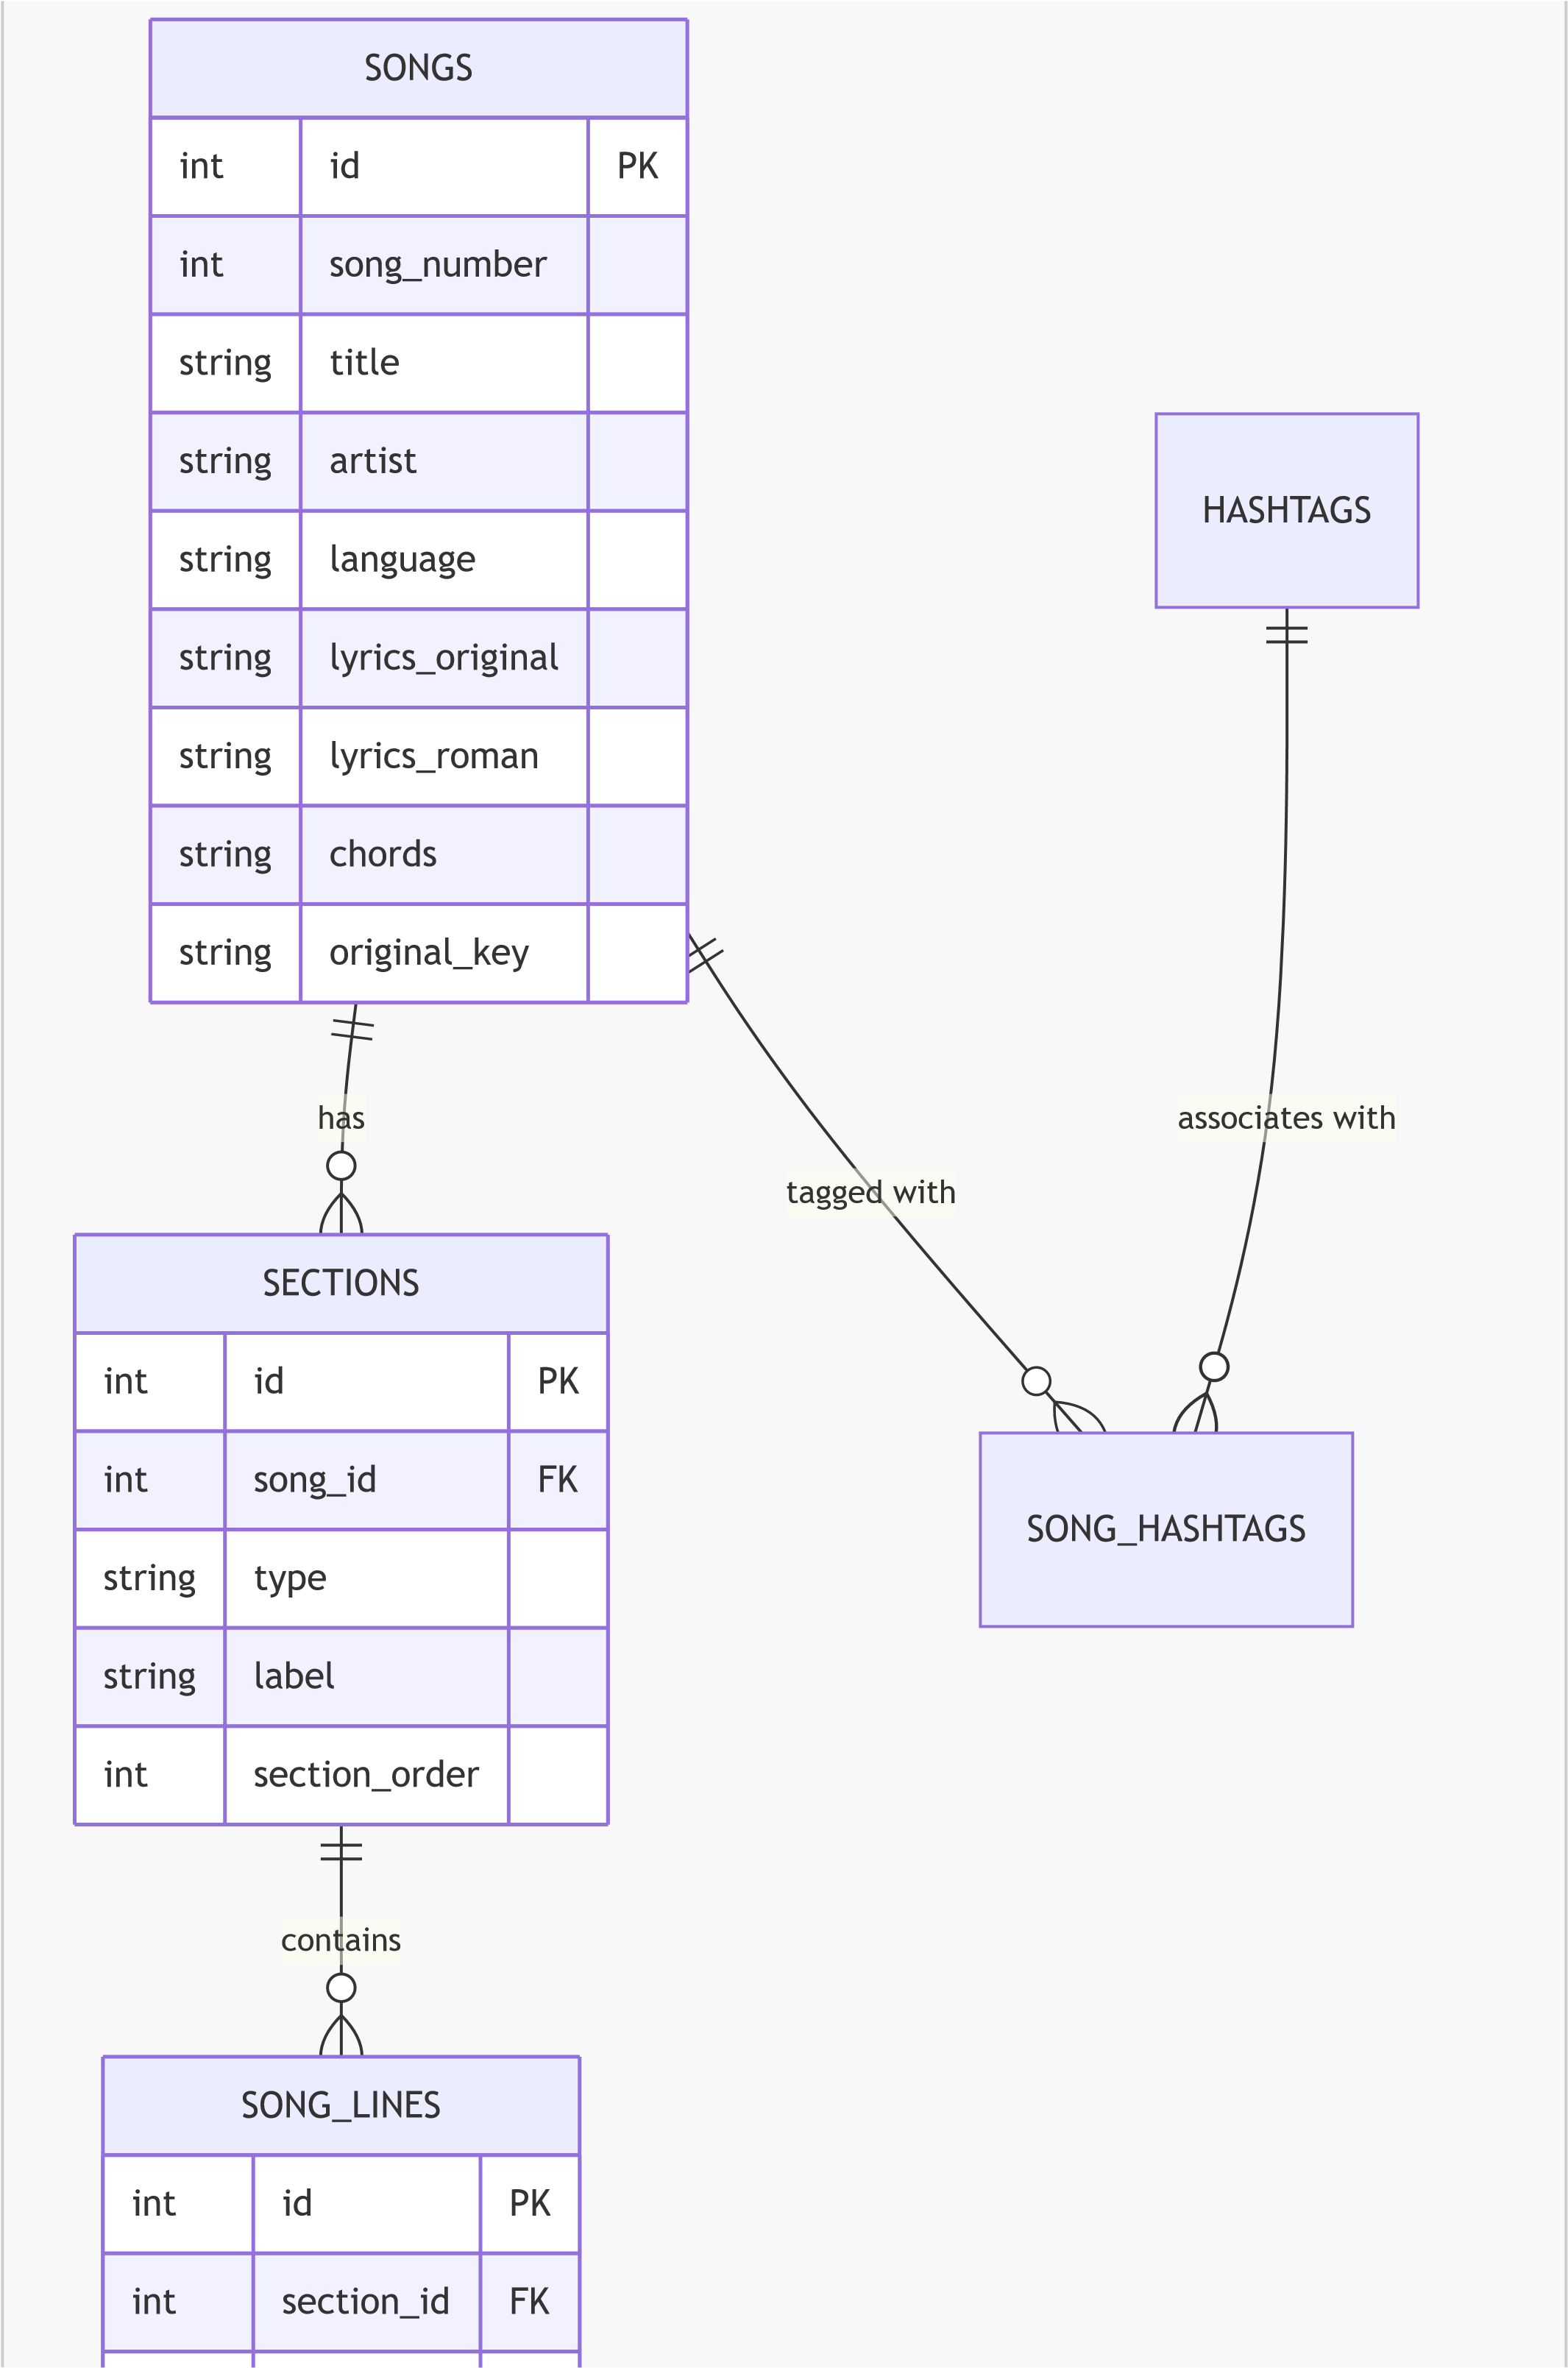 SONGS
int id PK
int song_number
string title
string artist
string language
string lyrics_original
string lyrics_roman
string chords
string original_key
HASHTAGS
has
associates with
tagged with
SECTIONS
int id PK
int song_id FK
string type
string label
int section_order
SONG_HASHTAGS
contains
SONG_LINES
int id PK
int section_id FK